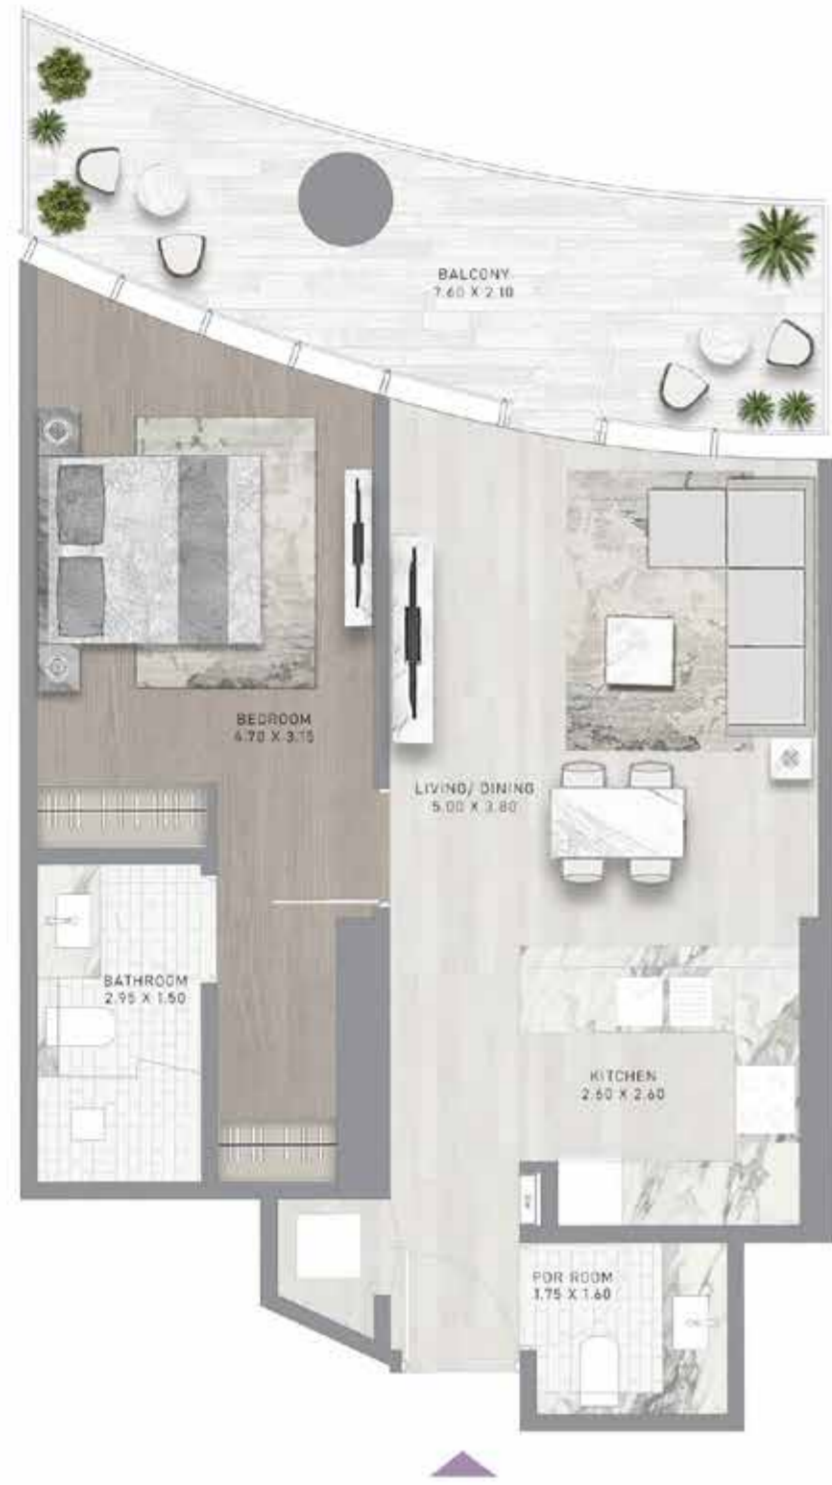 BALCONY
7.60 X 2.10
BEDROOM
4.70 X 3.15
LIVING/ DINING
5.00 X 3.80
BATHROOM
2.95 X 1.50
KITCHEN
2.60 X 2.60
PDR ROOM
1.75 X 1.60